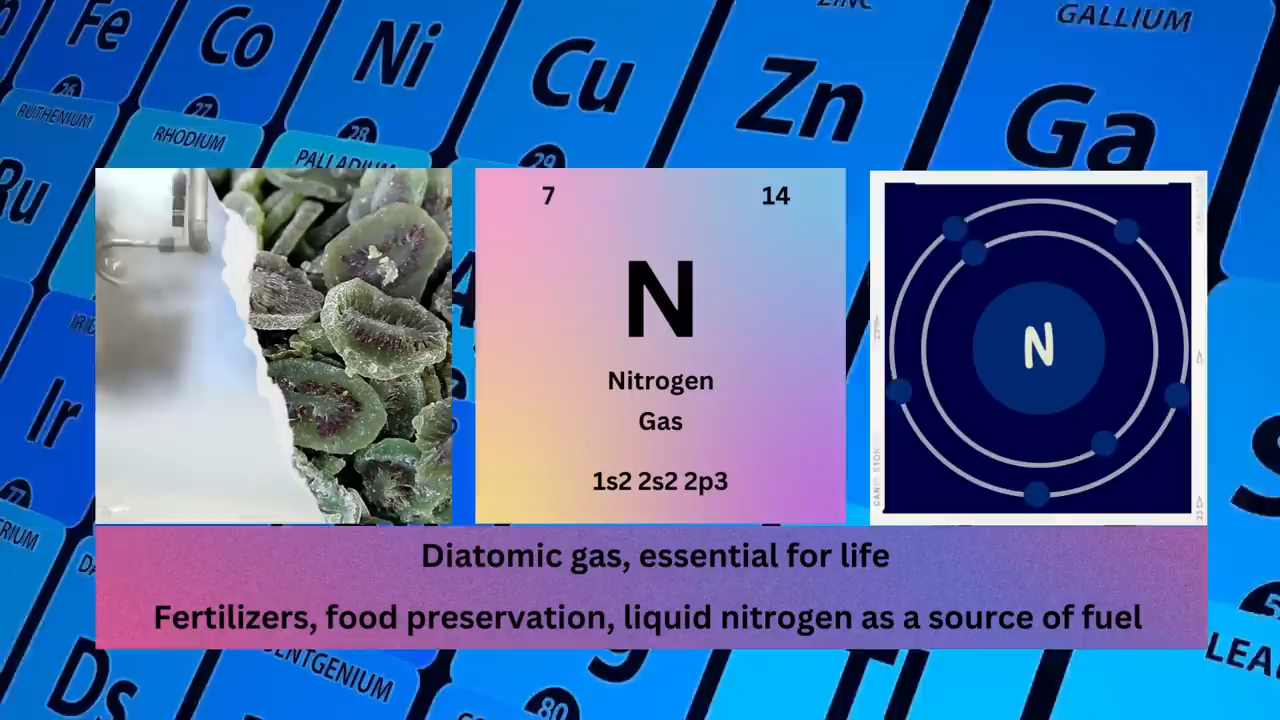 Fe
Co
Ni
Cu
Zn
GALLIUM
Ga
26
27
28
29
RUTHENIUM
RHODIUM
PALLADIUM
Ru
7
14
N
Nitrogen
Gas
1s2 2s2 2p3
N
Ir
77
Diatomic gas, essential for life
Fertilizers, food preservation, liquid nitrogen as a source of fuel
Ds
80